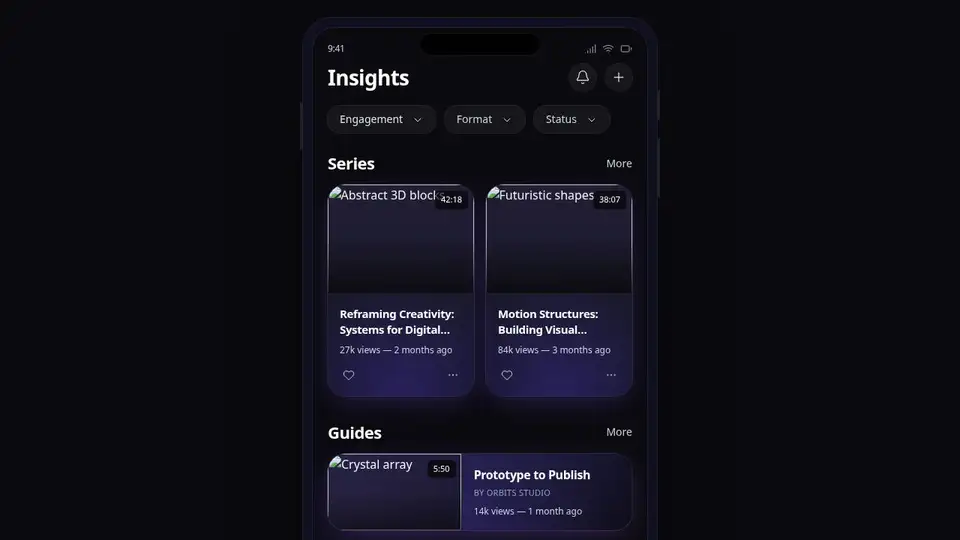 9:41
Insights
Engagement
Format
Status
Series
More
Abstract 3D blocks
42:18
Futuristic shapes
38:07
Reframing Creativity:
Systems for Digital...
27k views — 2 months ago
Motion Structures:
Building Visual...
84k views — 3 months ago
Guides
More
Crystal array
5:50
Prototype to Publish
BY ORBITS STUDIO
14k views — 1 month ago